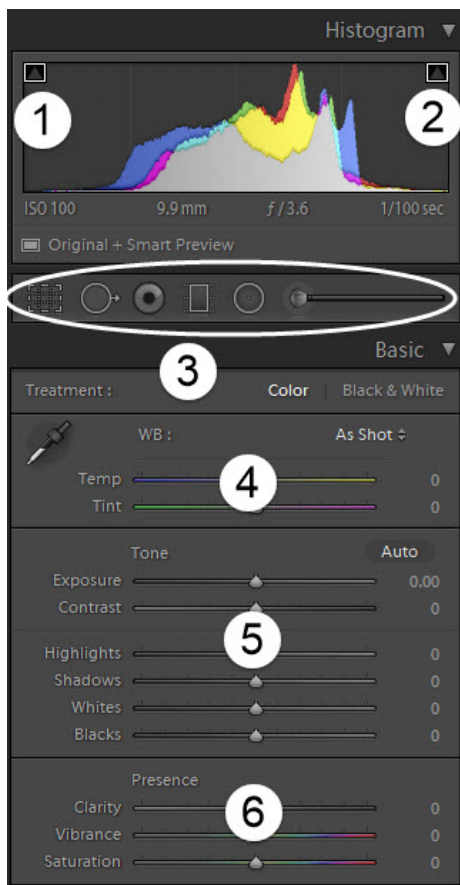 Histogram
1
2
ISO 100 9.9 mm f / 3.6 1/100 sec
Original + Smart Preview
Basic
3
Treatment : Color Black & White
WB : As Shot
Temp 4 0
Tint 0
Tone Auto
Exposure 0.00
Contrast 0
5
Highlights 0
Shadows 0
Whites 0
Blacks 0
Presence
Clarity 0
6
Vibrance 0
Saturation 0